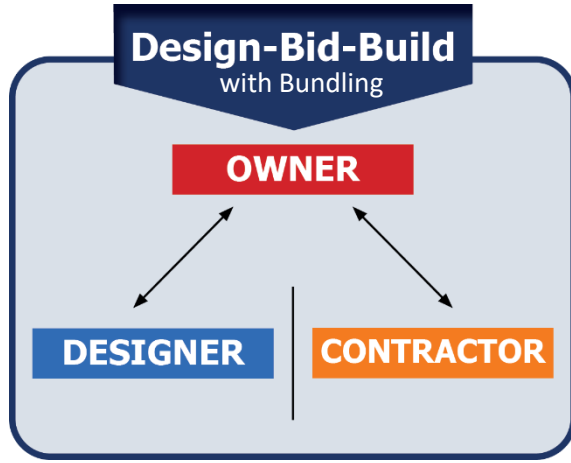 Design-Bid-Build
with Bundling
OWNER
DESIGNER
CONTRACTOR